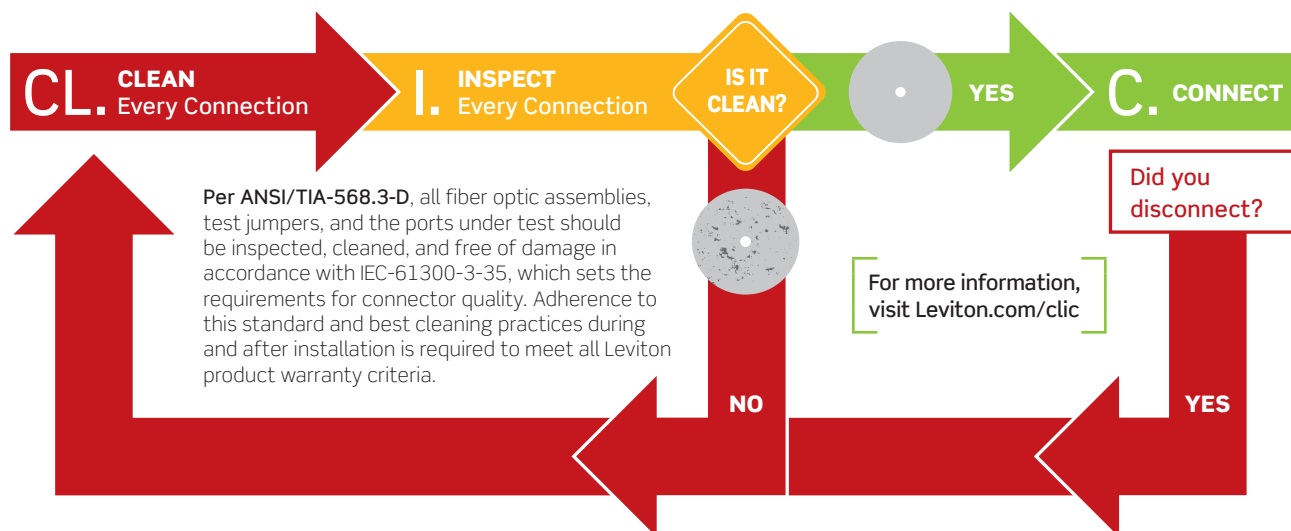 CL. CLEAN
Every Connection
I. INSPECT
Every Connection
IS IT
CLEAN?
YES
C. CONNECT
Per ANSI/TIA-568.3-D, all fiber optic assemblies,
test jumpers, and the ports under test should
be inspected, cleaned, and free of damage in
accordance with IEC-61300-3-35, which sets the
requirements for connector quality. Adherence to
this standard and best cleaning practices during
and after installation is required to meet all Leviton
product warranty criteria.
Did you
disconnect?
For more information,
visit Leviton.com/clic
NO
YES